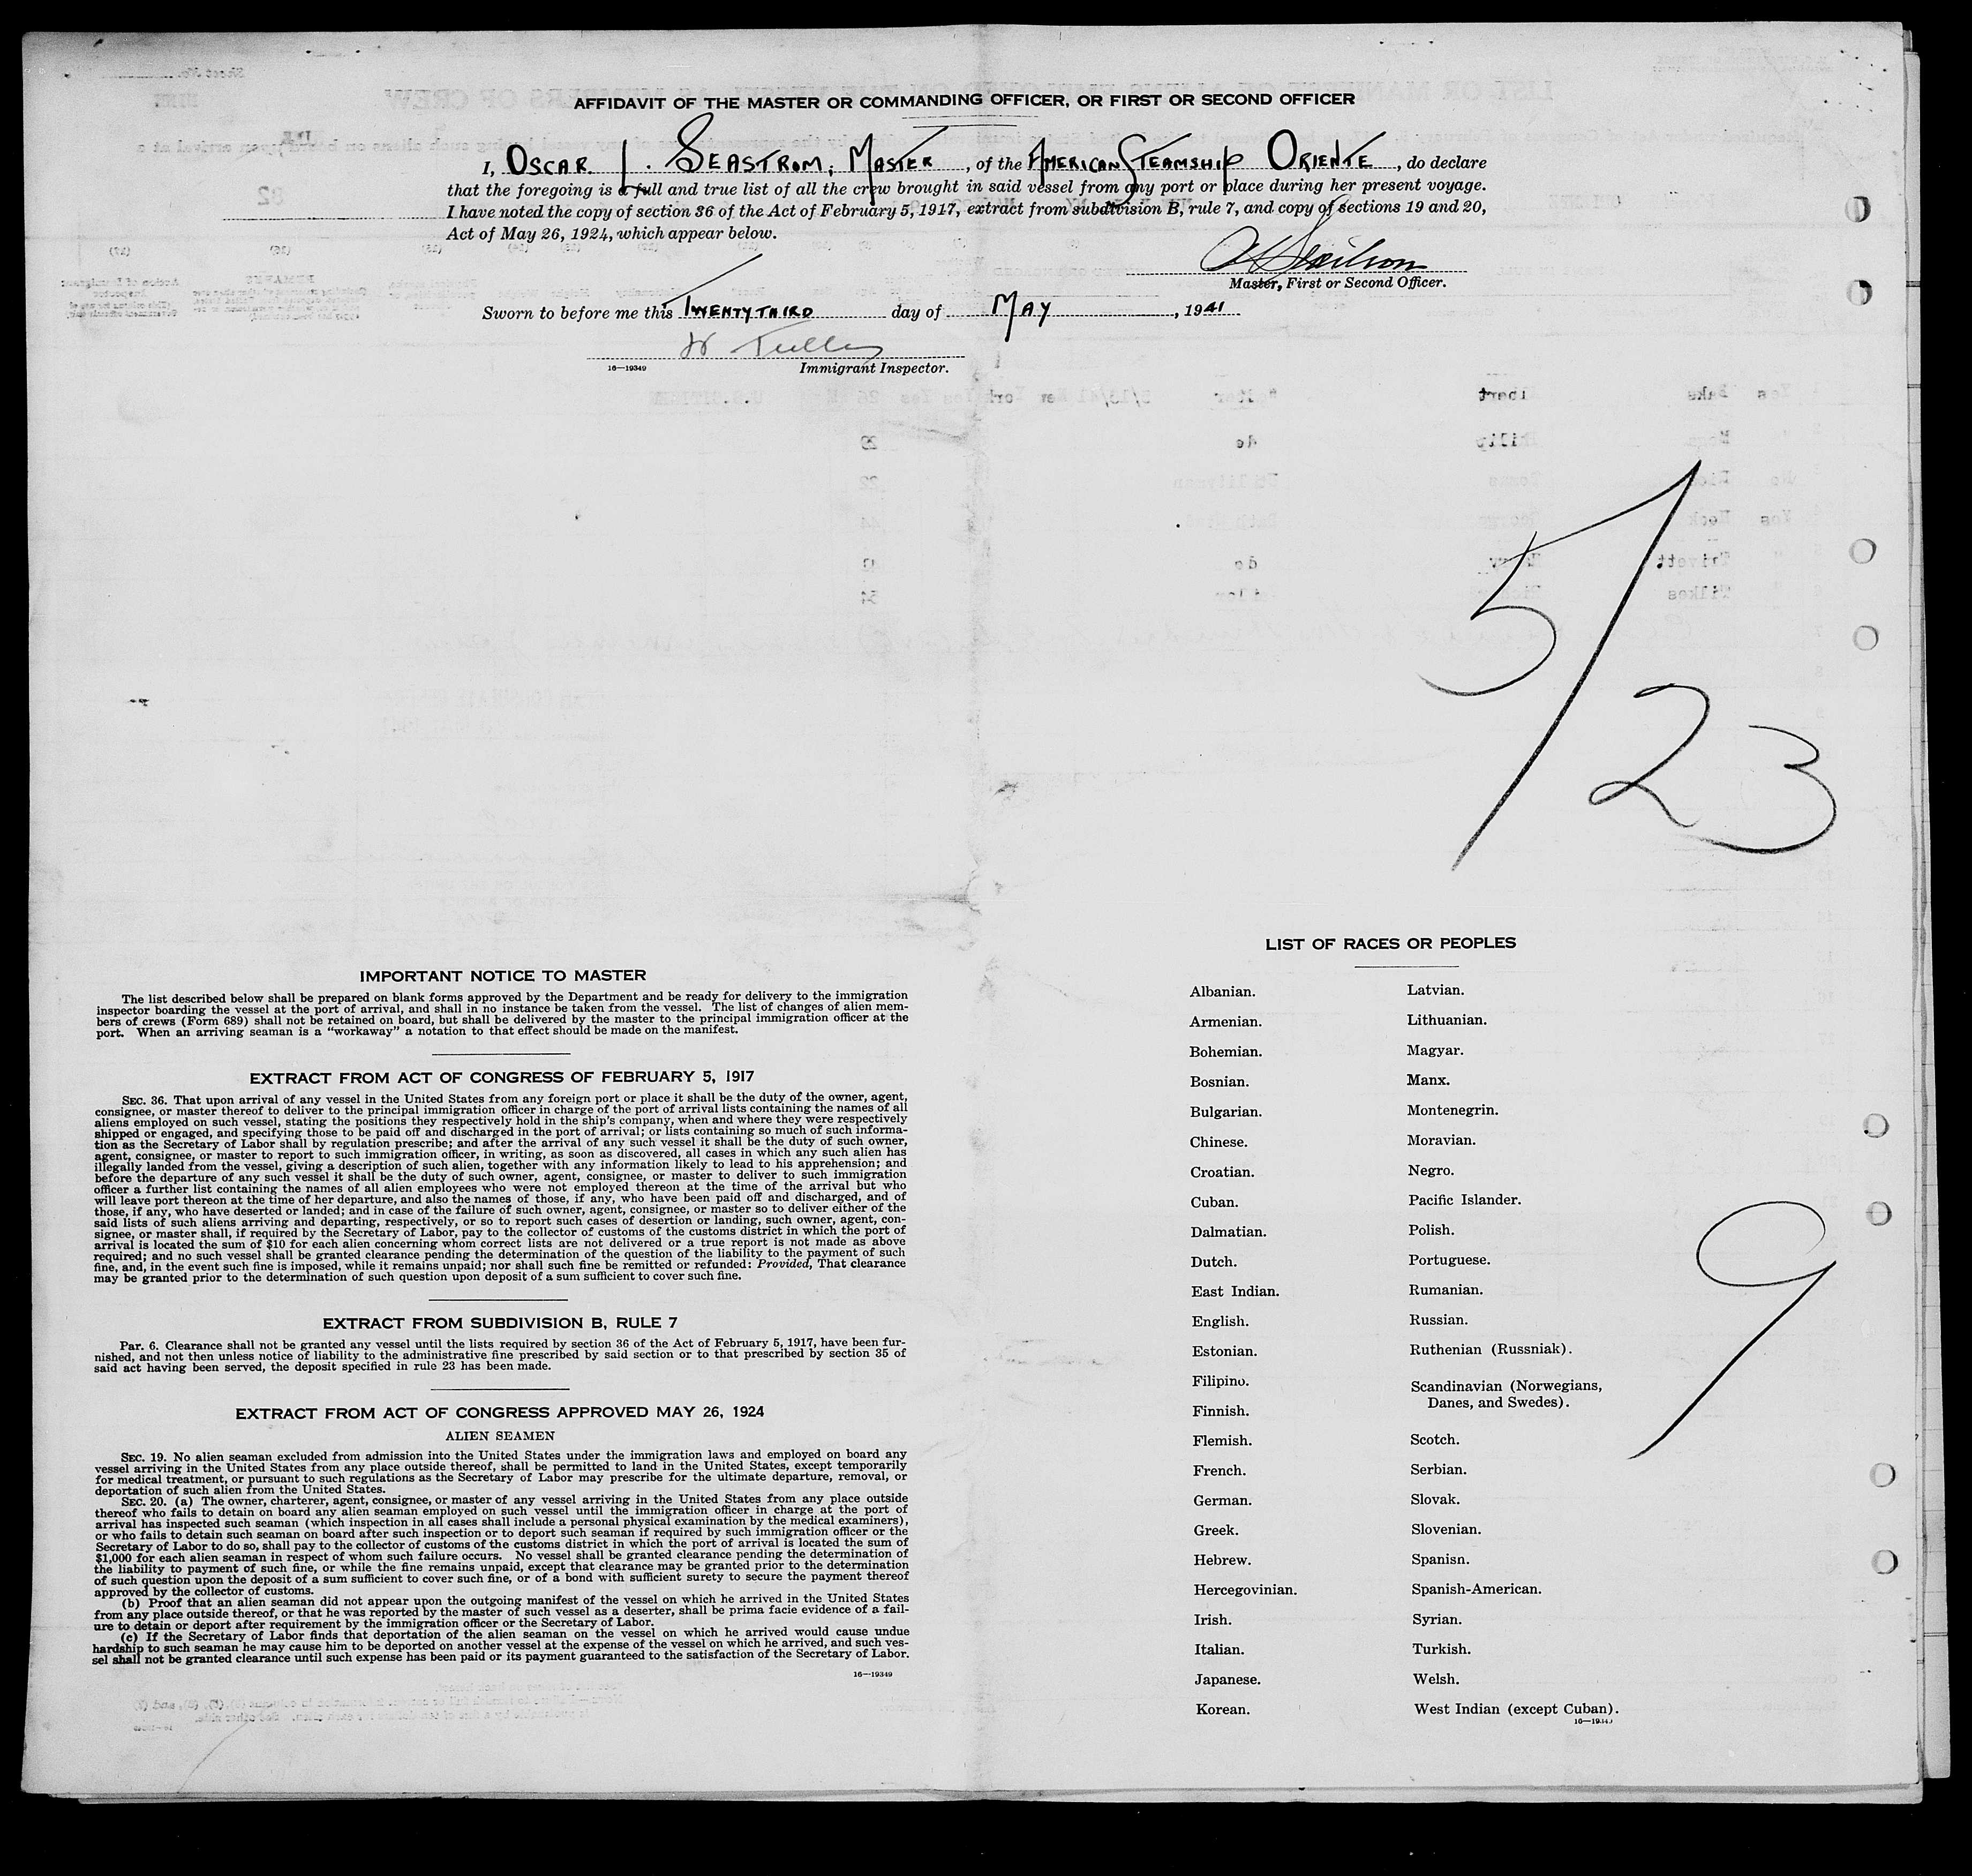 AFFIDAVIT OF THE MASTER OR COMMANDING OFFICER, OR FIRST OR SECOND OFFICER
I, OSCAR L. SEASTROM, MASTER, of the AMERICAN STEAMSHIP ORIENTE, do declare
that the foregoing is a full and true list of all the crew brought in said vessel from any port or place during her present voyage.
I have noted the copy of section 36 of the Act of February 5, 1917, extract from subdivision B, rule 7, and copy of sections 19 and 20,
Act of May 26, 1924, which appear below.
Master, First or Second Officer.
Sworn to before me this TWENTYTHIRD day of MAY, 1941
16—19349 Immigrant Inspector.
5/23
IMPORTANT NOTICE TO MASTER
The list described below shall be prepared on blank forms approved by the Department and be ready for delivery to the immigration
inspector boarding the vessel at the port of arrival, and shall in no instance be taken from the vessel. The list of changes of alien mem-
bers of crews (Form 689) shall not be retained on board, but shall be delivered by the master to the principal immigration officer at the
port. When an arriving seaman is a "workaway" a notation to that effect should be made on the manifest.
EXTRACT FROM ACT OF CONGRESS OF FEBRUARY 5, 1917
SEC. 36. That upon arrival of any vessel in the United States from any foreign port or place it shall be the duty of the owner, agent,
consignee, or master thereof to deliver to the principal immigration officer in charge of the port of arrival lists containing the names of all
aliens employed on such vessel, stating the positions they respectively hold in the ship's company, when and where they were respectively
shipped or engaged, and specifying those to be paid off and discharged in the port of arrival; or lists containing so much of such informa-
tion as the Secretary of Labor shall by regulation prescribe; and after the arrival of any such vessel it shall be the duty of such owner,
agent, consignee, or master to report to such immigration officer, in writing, as soon as discovered, all cases in which any such alien has
illegally landed from the vessel, giving a description of such alien, together with any information likely to lead to his apprehension; and
before the departure of any such vessel it shall be the duty of such owner, agent, consignee, or master to deliver to such immigration
officer a further list containing the names of all alien employees who were not employed thereon at the time of the arrival but who
will leave port thereon at the time of her departure, and also the names of those, if any, who have been paid off and discharged, and of
those, if any, who have deserted or landed; and in case of the failure of such owner, agent, consignee, or master so to deliver either of the
said lists of such aliens arriving and departing, respectively, or so to report such cases of desertion or landing, such owner, agent, con-
signee, or master shall, if required by the Secretary of Labor, pay to the collector of customs of the customs district in which the port of
arrival is located the sum of $10 for each alien concerning whom correct lists are not delivered or a true report is not made as above
required; and no such vessel shall be granted clearance pending the determination of the question of the liability to the payment of such
fine, and, in the event such fine is imposed, while it remains unpaid; nor shall such fine be remitted or refunded: Provided, That clearance
may be granted prior to the determination of such question upon deposit of a sum sufficient to cover such fine.
EXTRACT FROM SUBDIVISION B, RULE 7
Par. 6. Clearance shall not be granted any vessel until the lists required by section 36 of the Act of February 5, 1917, have been fur-
nished, and not then unless notice of liability to the administrative fine prescribed by said section or to that prescribed by section 35 of
said act having been served, the deposit specified in rule 23 has been made.
EXTRACT FROM ACT OF CONGRESS APPROVED MAY 26, 1924
ALIEN SEAMEN
SEC. 19. No alien seaman excluded from admission into the United States under the immigration laws and employed on board any
vessel arriving in the United States from any place outside thereof, shall be permitted to land in the United States, except temporarily
for medical treatment, or pursuant to such regulations as the Secretary of Labor may prescribe for the ultimate departure, removal, or
deportation of such alien from the United States.
SEC. 20. (a) The owner, charterer, agent, consignee, or master of any vessel arriving in the United States from any place outside
thereof who fails to detain on board any alien seaman employed on such vessel until the immigration officer in charge at the port of
arrival has inspected such seaman (which inspection in all cases shall include a personal physical examination by the medical examiners),
or who fails to detain such seaman on board after such inspection or to deport such seaman if required by such immigration officer or the
Secretary of Labor to do so, shall pay to the collector of customs of the customs district in which the port of arrival is located the sum of
$1,000 for each alien seaman in respect of whom such failure occurs. No vessel shall be granted clearance pending the determination of
the liability to payment of such fine, or while the fine remains unpaid, except that clearance may be granted prior to the determination
of such question upon the deposit of a sum sufficient to cover such fine, or of a bond with sufficient surety to secure the payment thereof
approved by the collector of customs.
(b) Proof that an alien seaman did not appear upon the outgoing manifest of the vessel on which he arrived in the United States
from any place outside thereof, or that he was reported by the master of such vessel as a deserter, shall be prima facie evidence of a fail-
ure to detain or deport after requirement by the immigration officer or the Secretary of Labor.
(c) If the Secretary of Labor finds that deportation of the alien seaman on the vessel on which he arrived would cause undue
hardship to such seaman he may cause him to be deported on another vessel at the expense of the vessel on which he arrived, and such ves-
sel shall not be granted clearance until such expense has been paid or its payment guaranteed to the satisfaction of the Secretary of Labor.
16—19349
LIST OF RACES OR PEOPLES
Albanian.
Armenian.
Bohemian.
Bosnian.
Bulgarian.
Chinese.
Croatian.
Cuban.
Dalmatian.
Dutch.
East Indian.
English.
Estonian.
Filipino.
Finnish.
Flemish.
French.
German.
Greek.
Hebrew.
Hercegovinian.
Irish.
Italian.
Japanese.
Korean.
Latvian.
Lithuanian.
Magyar.
Manx.
Montenegrin.
Moravian.
Negro.
Pacific Islander.
Polish.
Portuguese.
Rumanian.
Russian.
Ruthenian (Russniak).
Scandinavian (Norwegians,
Danes, and Swedes).
Scotch.
Serbian.
Slovak.
Slovenian.
Spanish.
Spanish-American.
Syrian.
Turkish.
Welsh.
West Indian (except Cuban).
16—19349
9